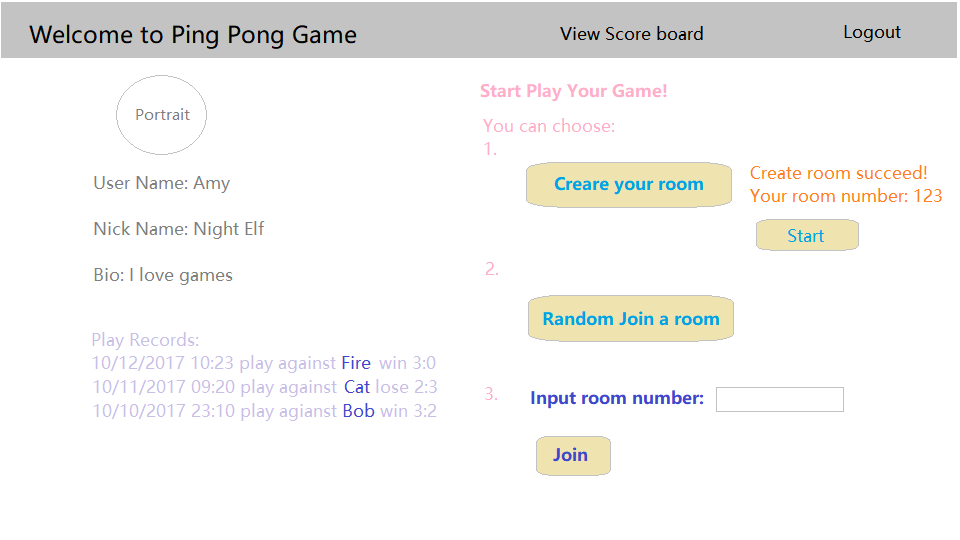 Welcome to Ping Pong Game
View Score board
Logout
Portrait
User Name: Amy
Nick Name: Night Elf
Bio: I love games
Play Records:
10/12/2017 10:23 play against Fire win 3:0
10/11/2017 09:20 play against Cat lose 2:3
10/10/2017 23:10 play agianst Bob win 3:2
Start Play Your Game!
You can choose:
1.
Creare your room
Create room succeed!
Your room number: 123
Start
2.
Random Join a room
3.
Input room number:
Join